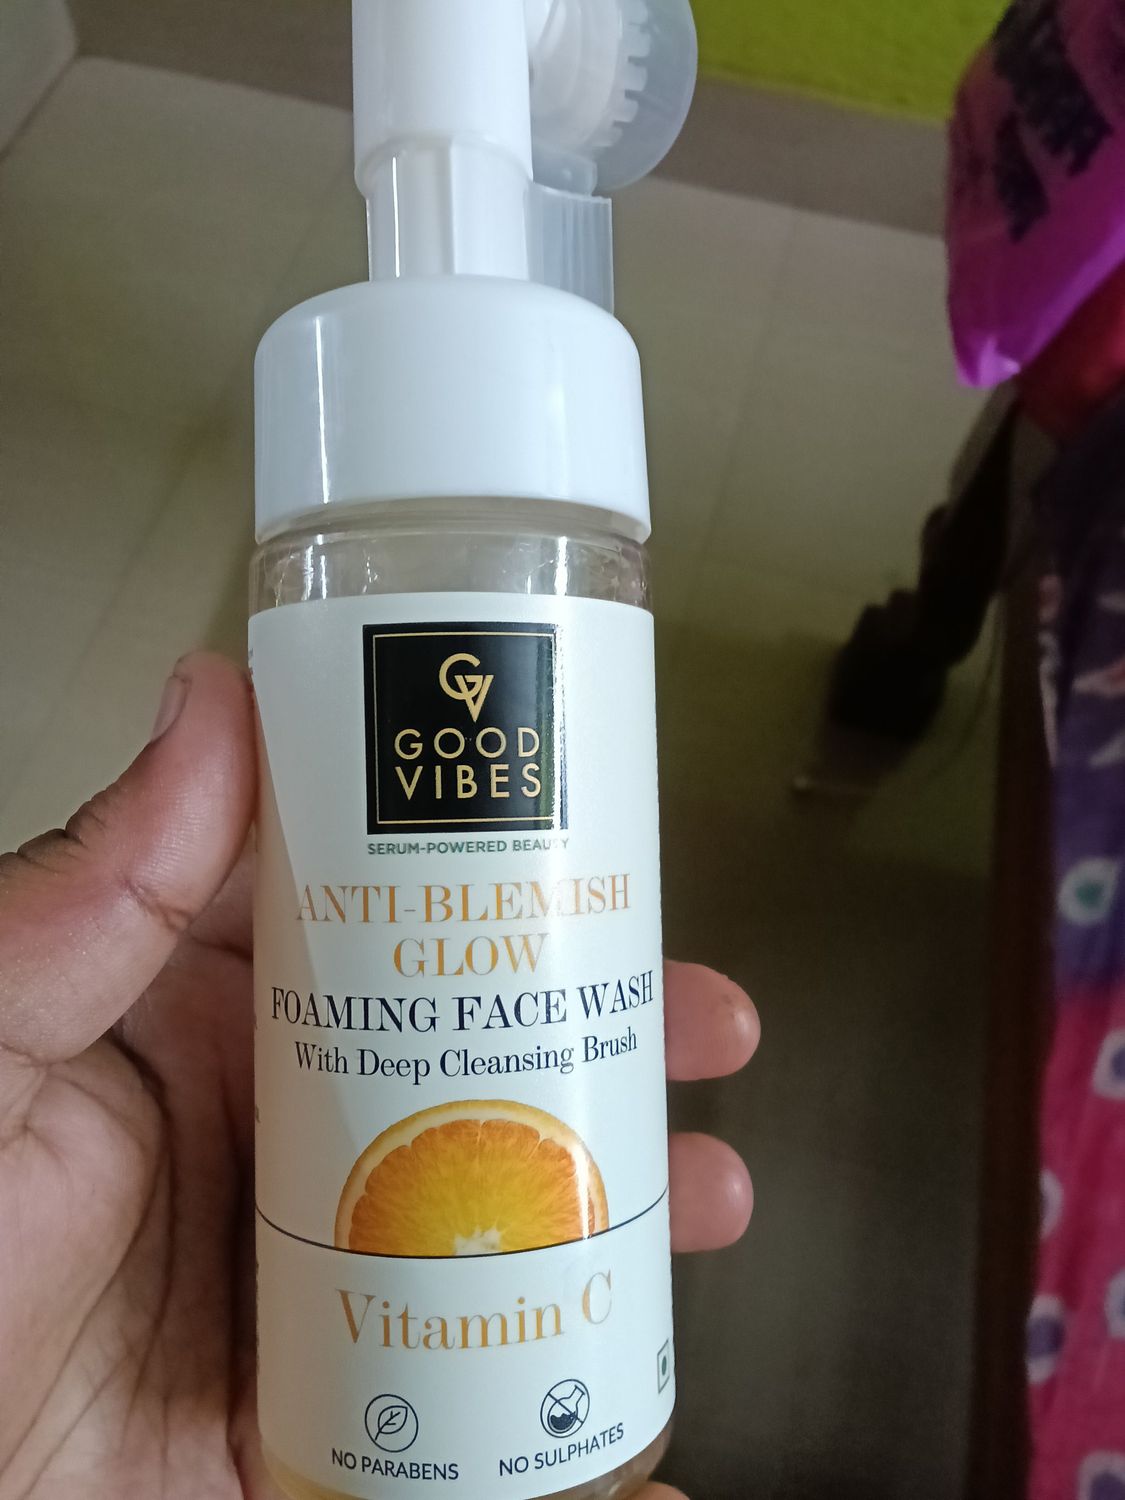 GV
GOOD
VIBES
SERUM-POWERED BEAUTY
ANTI-BLEMISH
GLOW
FOAMING FACE WASH
With Deep Cleansing Brush
Vitamin C
NO PARABENS
NO SULPHATES